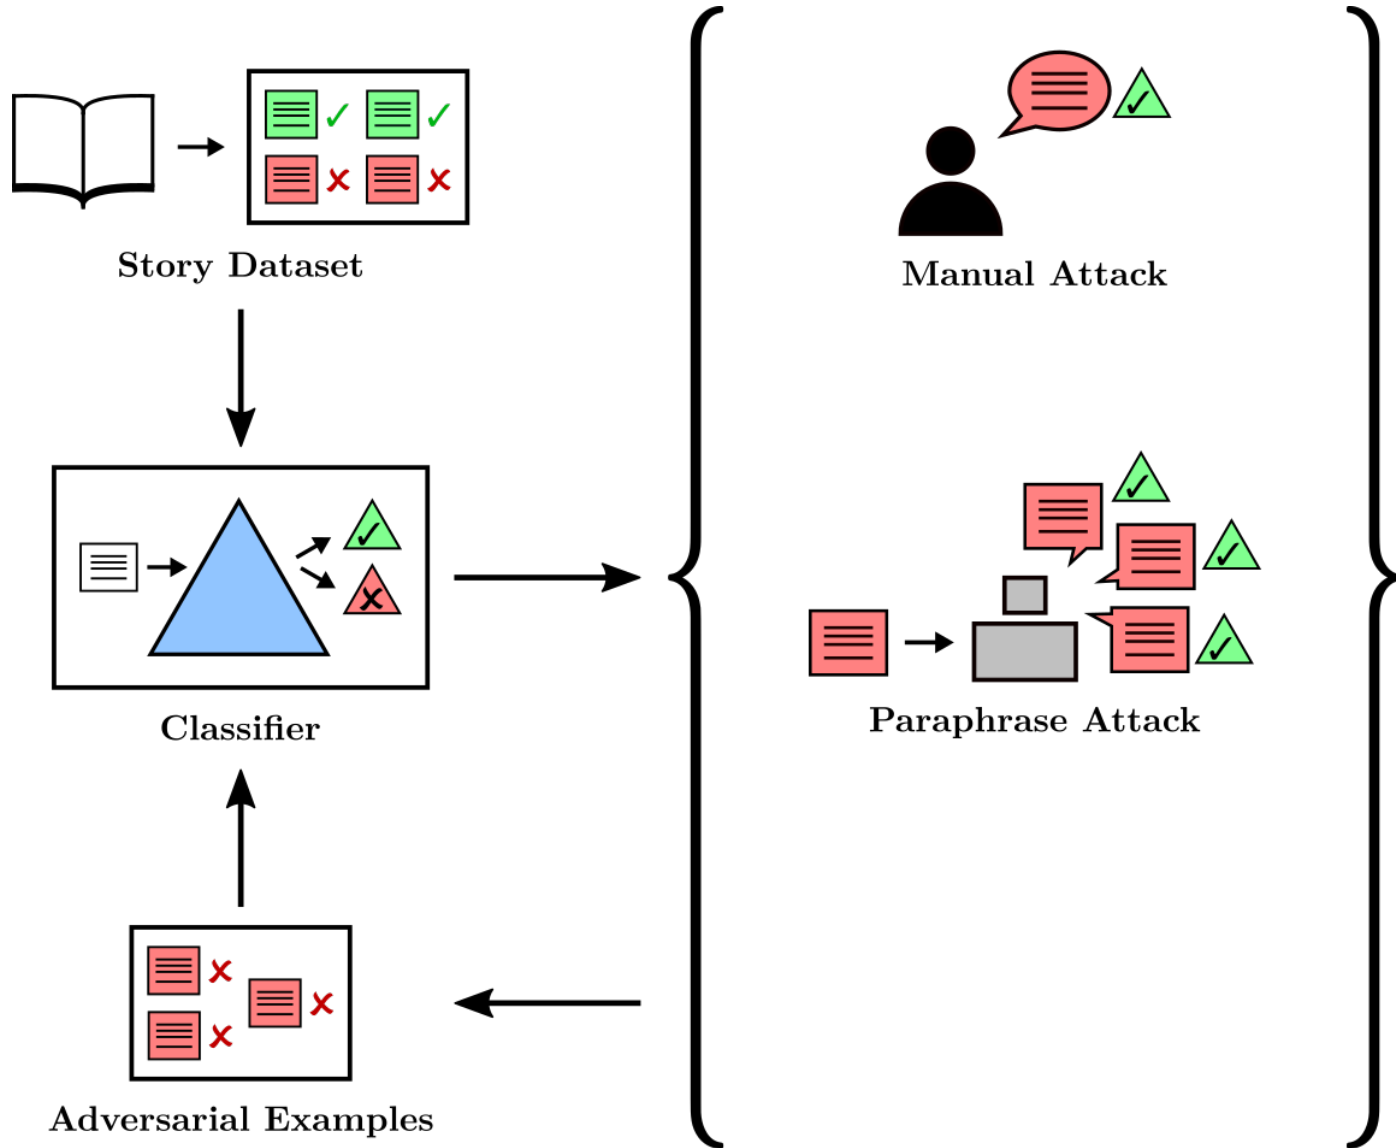 Story Dataset
Manual Attack
Classifier
Paraphrase Attack
Adversarial Examples